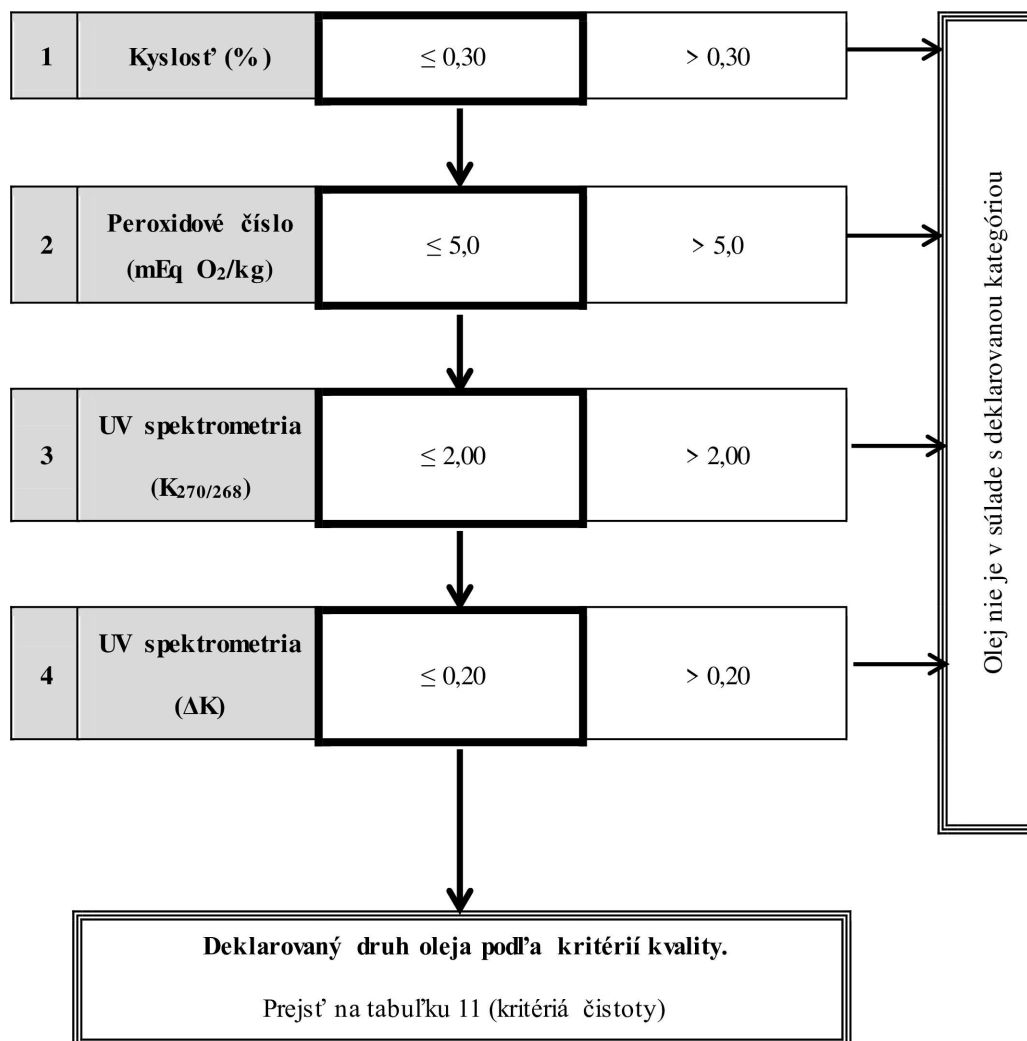 1 Kyslosť (%) ≤ 0,30 > 0,30
2 Peroxidové číslo (mEq O₂/kg) ≤ 5,0 > 5,0
3 UV spektrometria (K₂₇₀/₂₆₈) ≤ 2,00 > 2,00
4 UV spektrometria (ΔK) ≤ 0,20 > 0,20
Olej nie je v súlade s deklarovanou kategóriou
Deklarovaný druh oleja podľa kritérií kvality.
Prejsť na tabuľku 11 (kritériá čistoty)